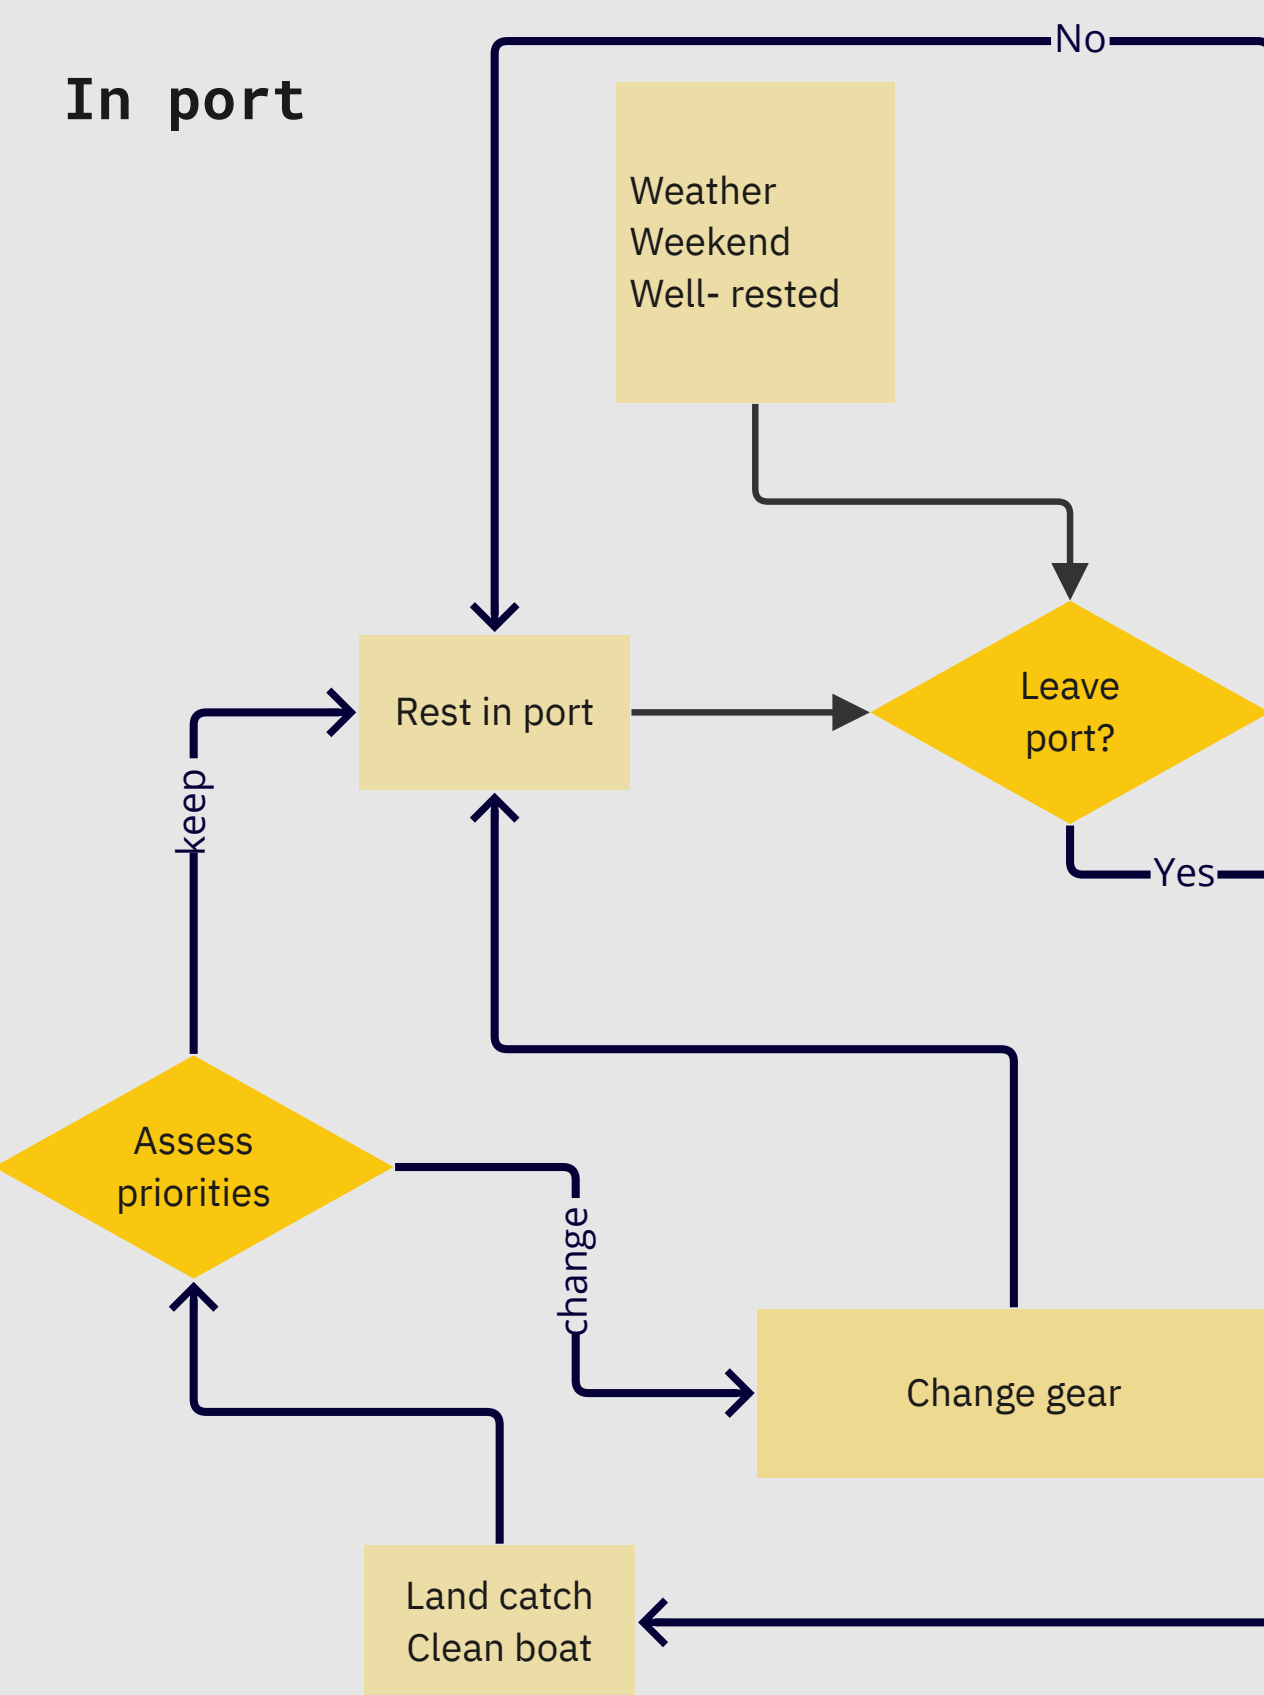 No
In port
Weather
Weekend
Well- rested
Rest in port
Leave
port?
keep
Yes
Assess
priorities
change
Change gear
Land catch
Clean boat